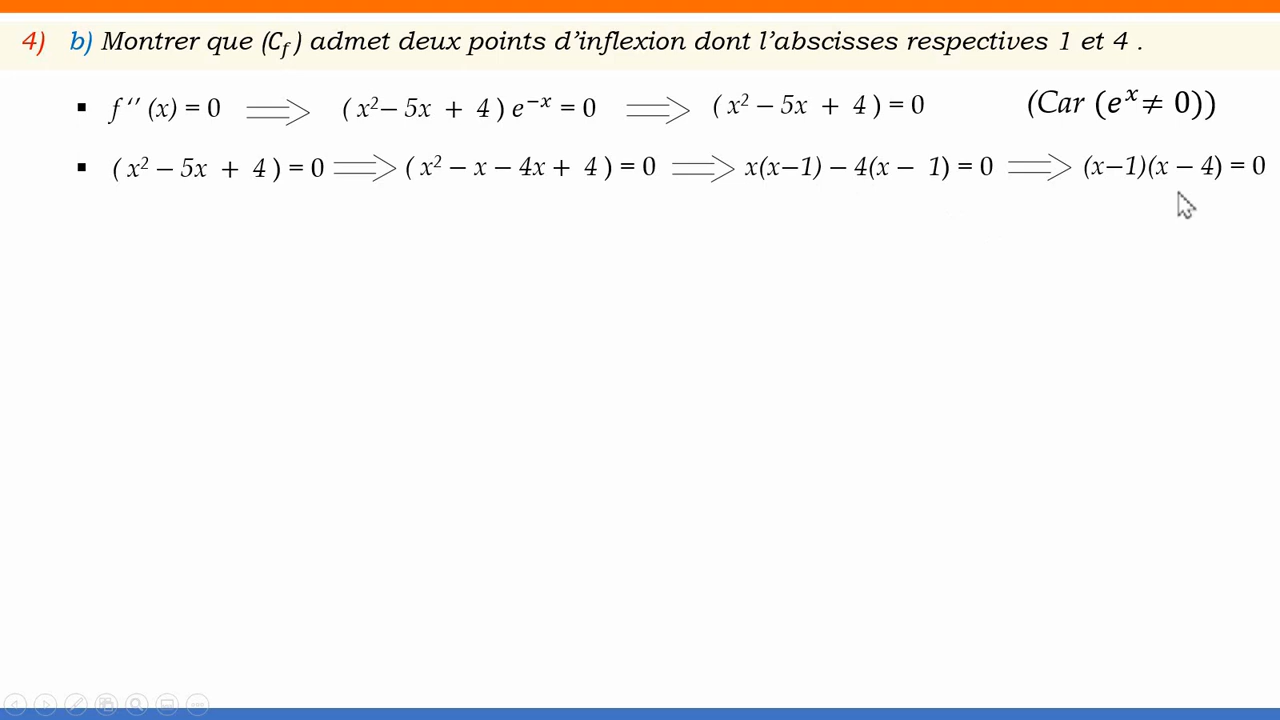 4) b) Montrer que (C_f) admet deux points d’inflexion dont l’abscisses respectives 1 et 4 .
▪ f ’’ (x) = 0 ⟹ ( x² – 5x + 4 ) e⁻ˣ = 0 ⟹ ( x² – 5x + 4 ) = 0 (Car (eˣ ≠ 0))
▪ ( x² – 5x + 4 ) = 0 ⟹ ( x² – x – 4x + 4 ) = 0 ⟹ x(x–1) – 4(x – 1) = 0 ⟹ (x–1)(x – 4) = 0